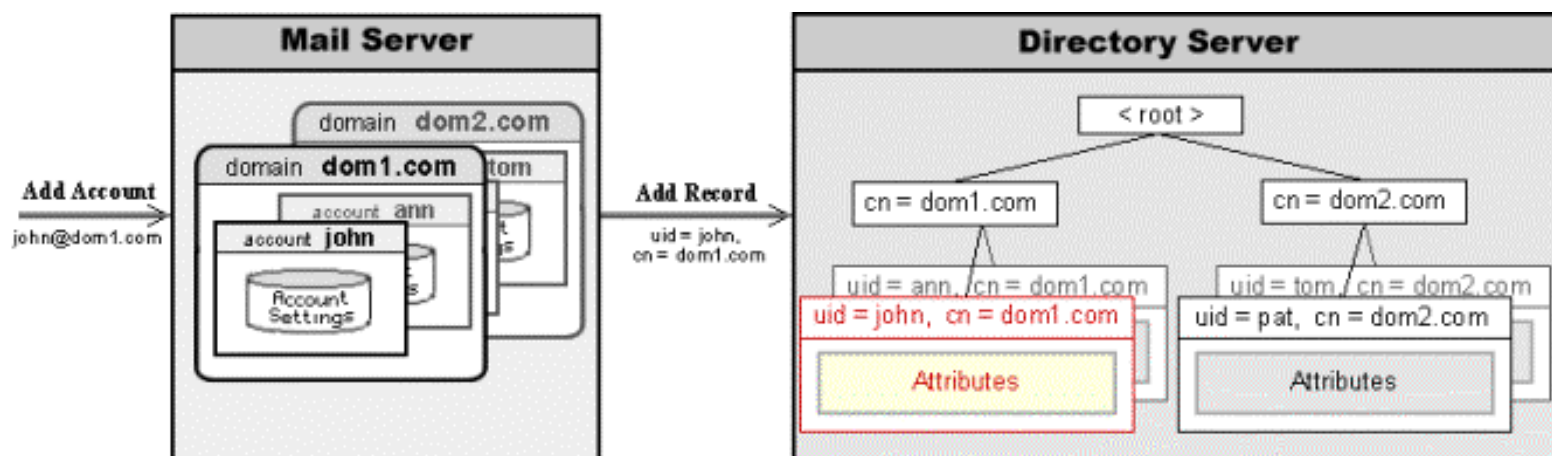 Mail Server
Directory Server
Add Account
john@dom1.com
domain dom2.com
tom
domain dom1.com
account ann
account john
Account
Settings
Add Record
uid = john,
cn = dom1.com
< root >
cn = dom1.com
cn = dom2.com
uid = ann, cn = dom1.com
uid = john, cn = dom1.com
Attributes
uid = tom, cn = dom2.com
uid = pat, cn = dom2.com
Attributes